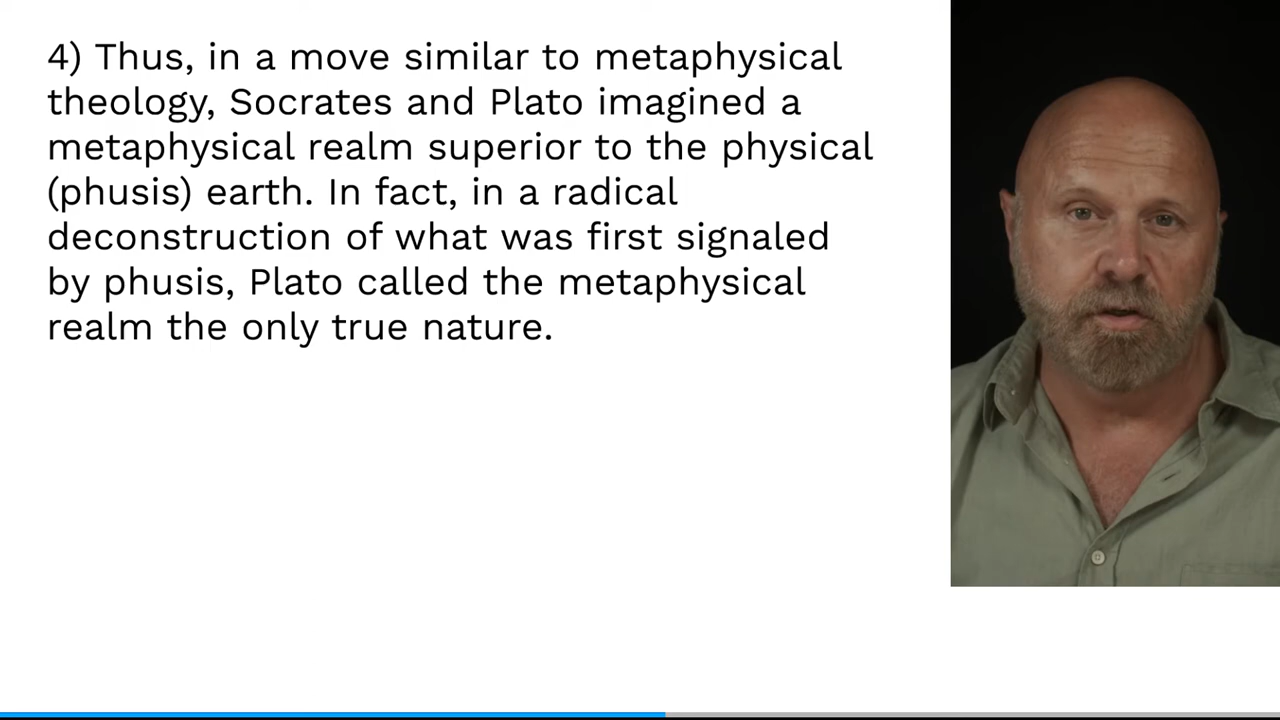 4) Thus, in a move similar to metaphysical
theology, Socrates and Plato imagined a
metaphysical realm superior to the physical
(phusis) earth. In fact, in a radical
deconstruction of what was first signaled
by phusis, Plato called the metaphysical
realm the only true nature.